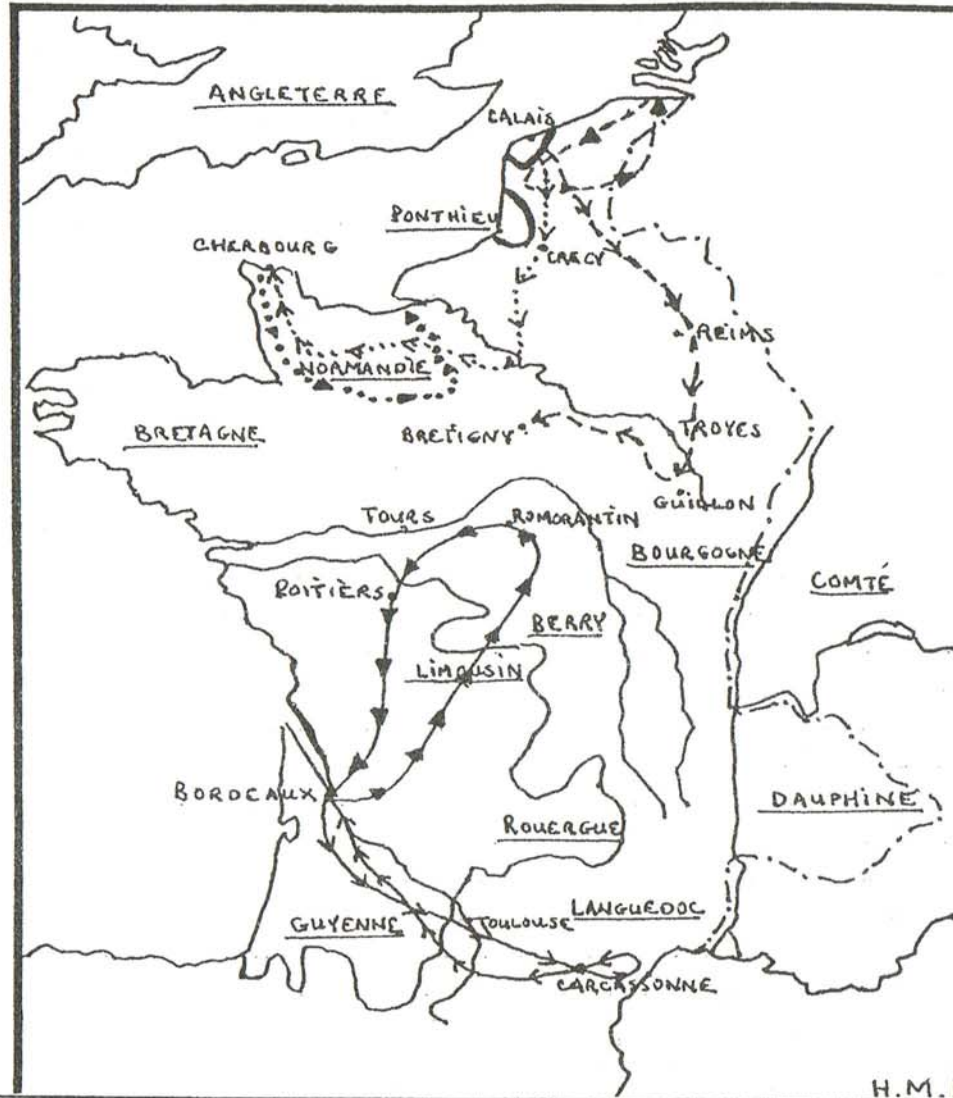 ANGLETERRE
CALAIS
PONTHIEU
CHERBOURG
CRECY
REIMS
NORMANDIE
BRETAGNE
BRETIGNY
TROYES
GUILLON
TOURS
ROMORANTIN
BOURGOGNE
COMTÉ
POITIERS
BERRY
LIMOUSIN
BORDEAUX
DAUPHINE
ROUERGUE
LANGUEDOC
GUYENNE
TOULOUSE
CARCASSONNE
H.M.